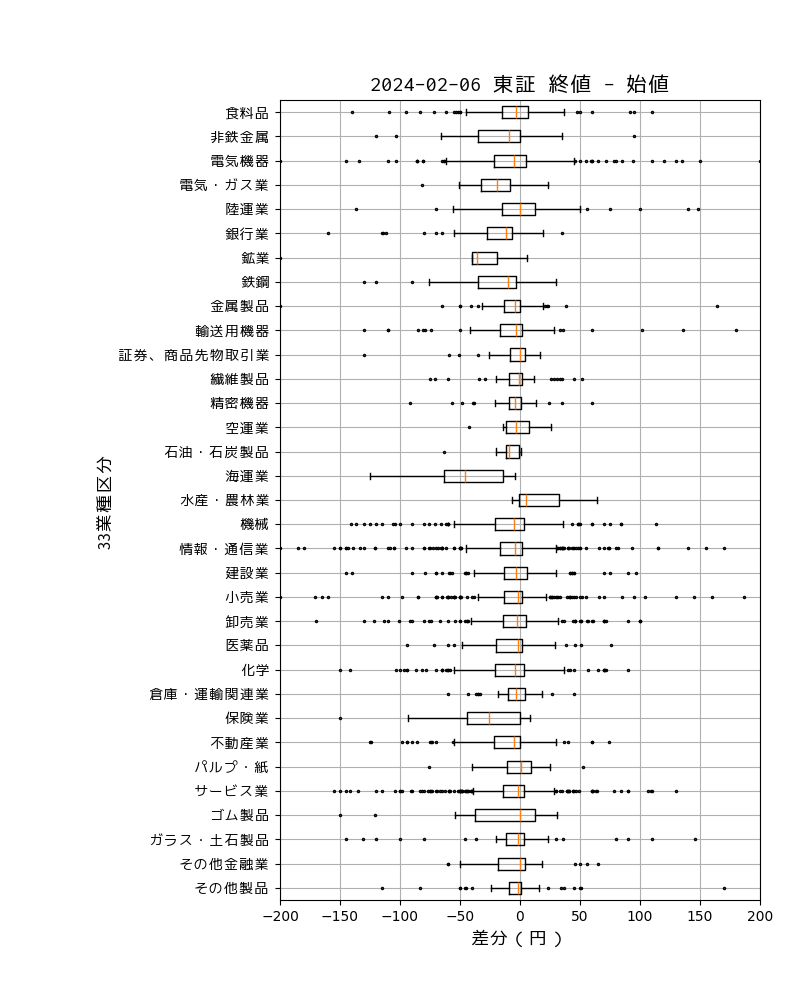 2024-02-06 東証 終値 - 始値
食料品
非鉄金属
電気機器
電気・ガス業
陸運業
銀行業
鉱業
鉄鋼
金属製品
輸送用機器
証券、商品先物取引業
繊維製品
精密機器
空運業
石油・石炭製品
海運業
水産・農林業
機械
情報・通信業
建設業
小売業
卸売業
医薬品
化学
倉庫・運輸関連業
保険業
不動産業
パルプ・紙
サービス業
ゴム製品
ガラス・土石製品
その他金融業
その他製品
33業種区分
−200 −150 −100 −50 0 50 100 150 200
差分(円)